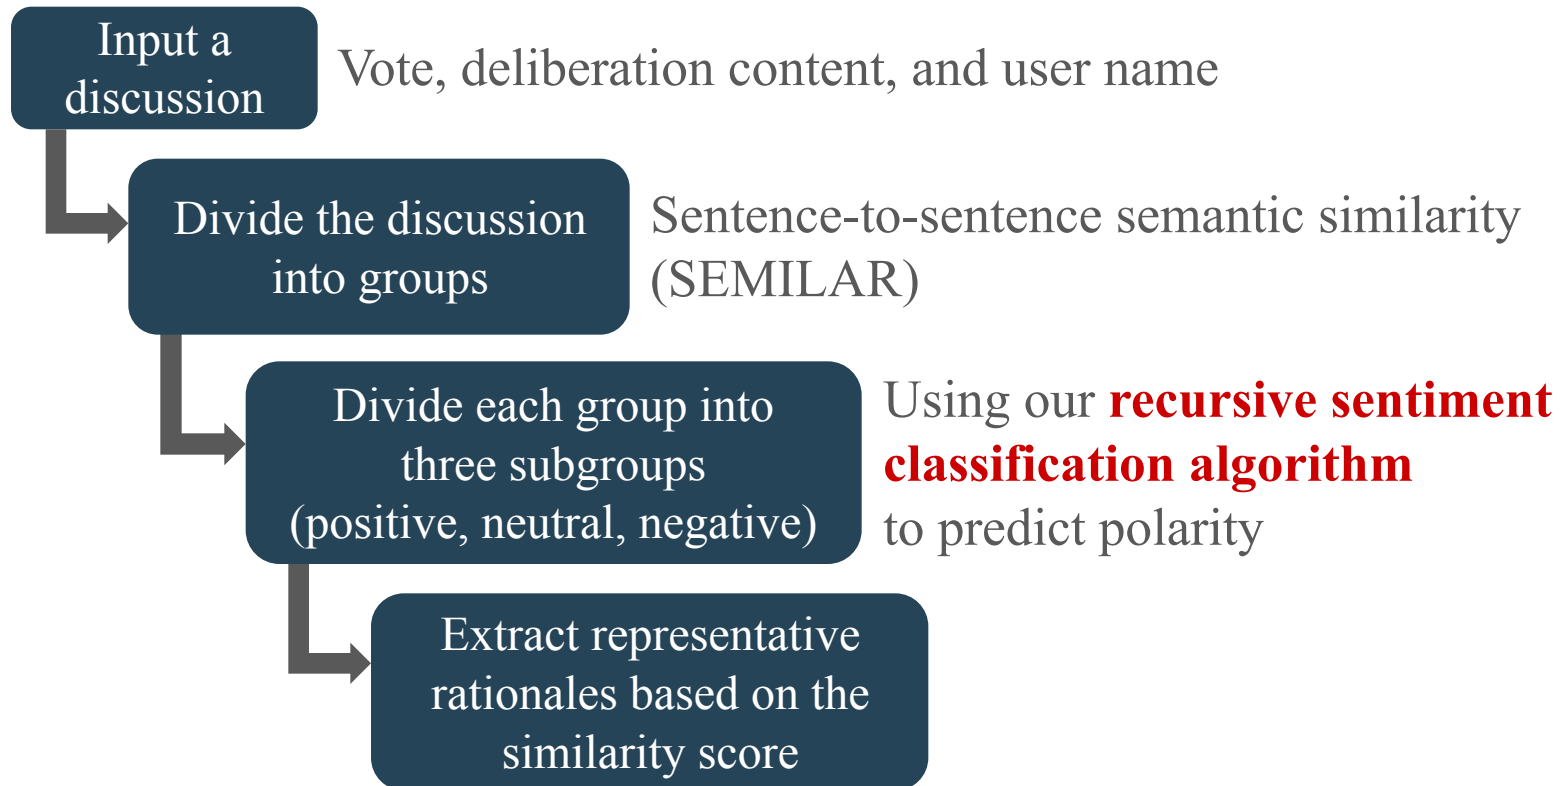 Input a
discussion
Vote, deliberation content, and user name
Divide the discussion
into groups
Sentence-to-sentence semantic similarity
(SEMILAR)
Divide each group into
three subgroups
(positive, neutral, negative)
Using our recursive sentiment
classification algorithm
to predict polarity
Extract representative
rationales based on the
similarity score